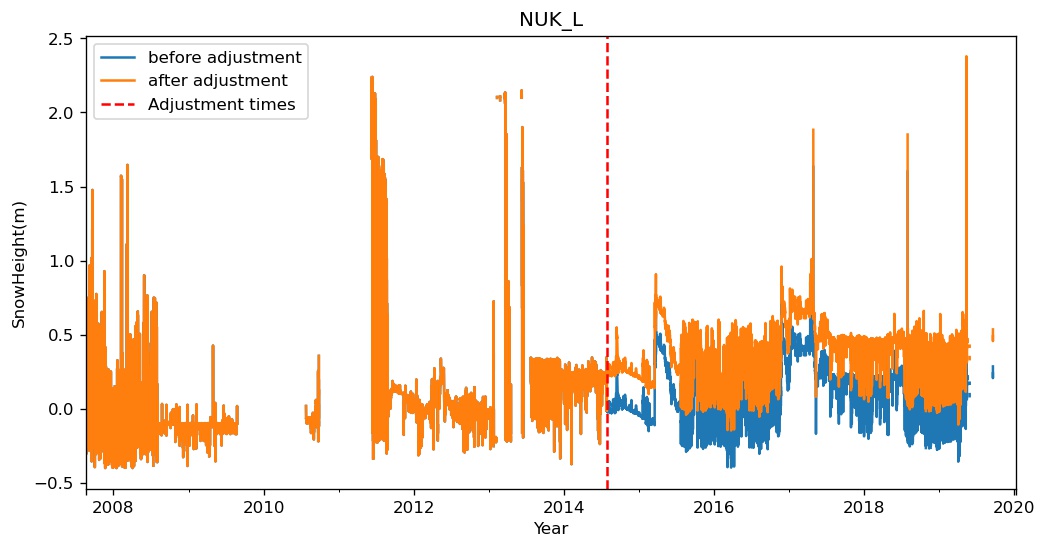 NUK_L
before adjustment
after adjustment
Adjustment times
SnowHeight(m)
2.5
2.0
1.5
1.0
0.5
0.0
−0.5
2008 2010 2012 2014 2016 2018 2020
Year